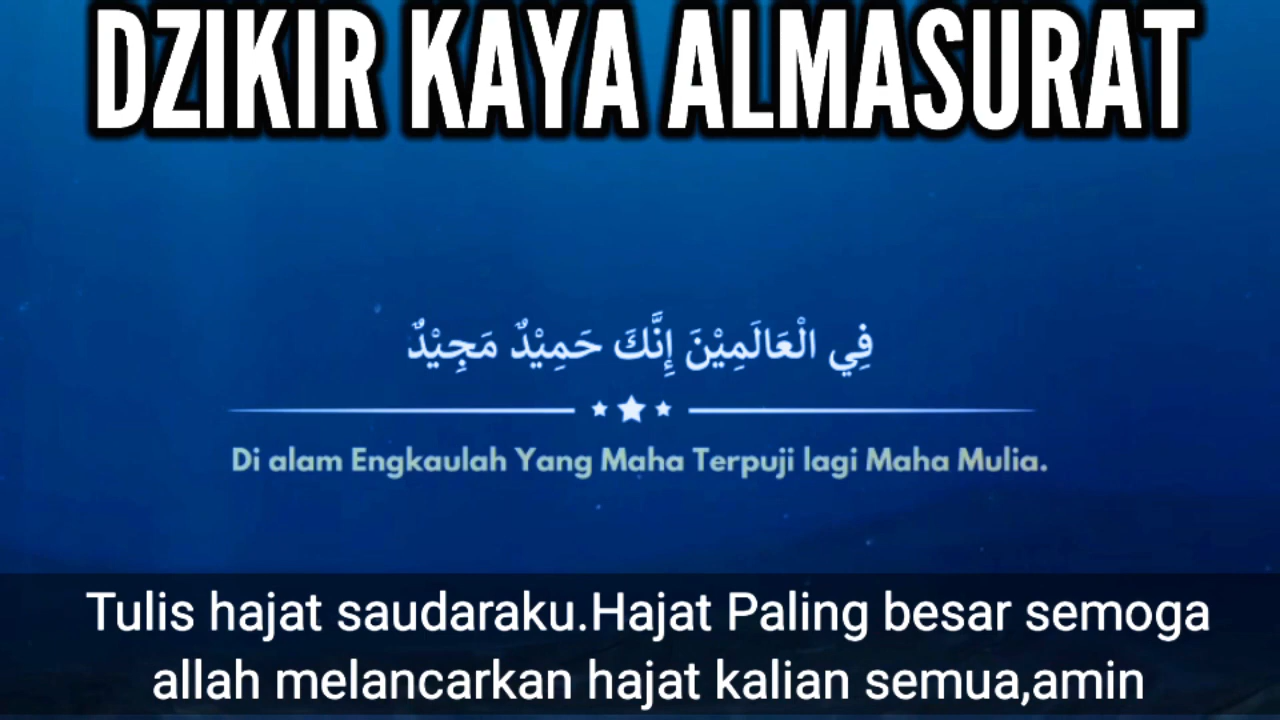 DZIKIR KAYA ALMASURAT
فِي الْعَالَمِيْنَ إِنَّكَ حَمِيْدٌ مَجِيْدٌ
Di alam Engkaulah Yang Maha Terpuji lagi Maha Mulia.
Tulis hajat saudaraku.Hajat Paling besar semoga
allah melancarkan hajat kalian semua,amin